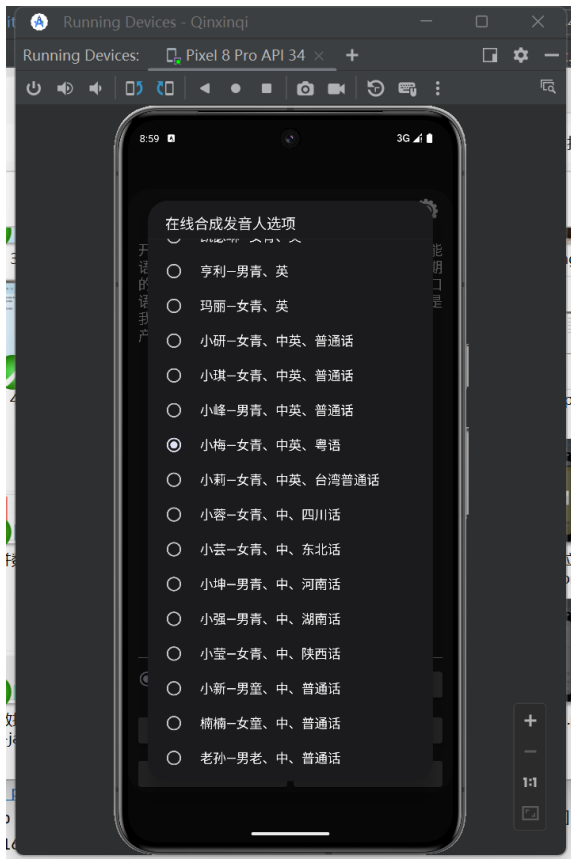 Running Devices - Qinxinqi
Running Devices:
Pixel 8 Pro API 34
8:59
3G
在线合成发音人选项
亨利—男青、英
玛丽—女青、英
小研—女青、中英、普通话
小琪—女青、中英、普通话
小峰—男青、中英、普通话
小梅—女青、中英、粤语
小莉—女青、中英、台湾普通话
小蓉—女青、中、四川话
小芸—女青、中、东北话
小坤—男青、中、河南话
小强—男青、中、湖南话
小莹—女青、中、陕西话
小新—男童、中、普通话
楠楠—女童、中、普通话
老孙—男老、中、普通话
1:1